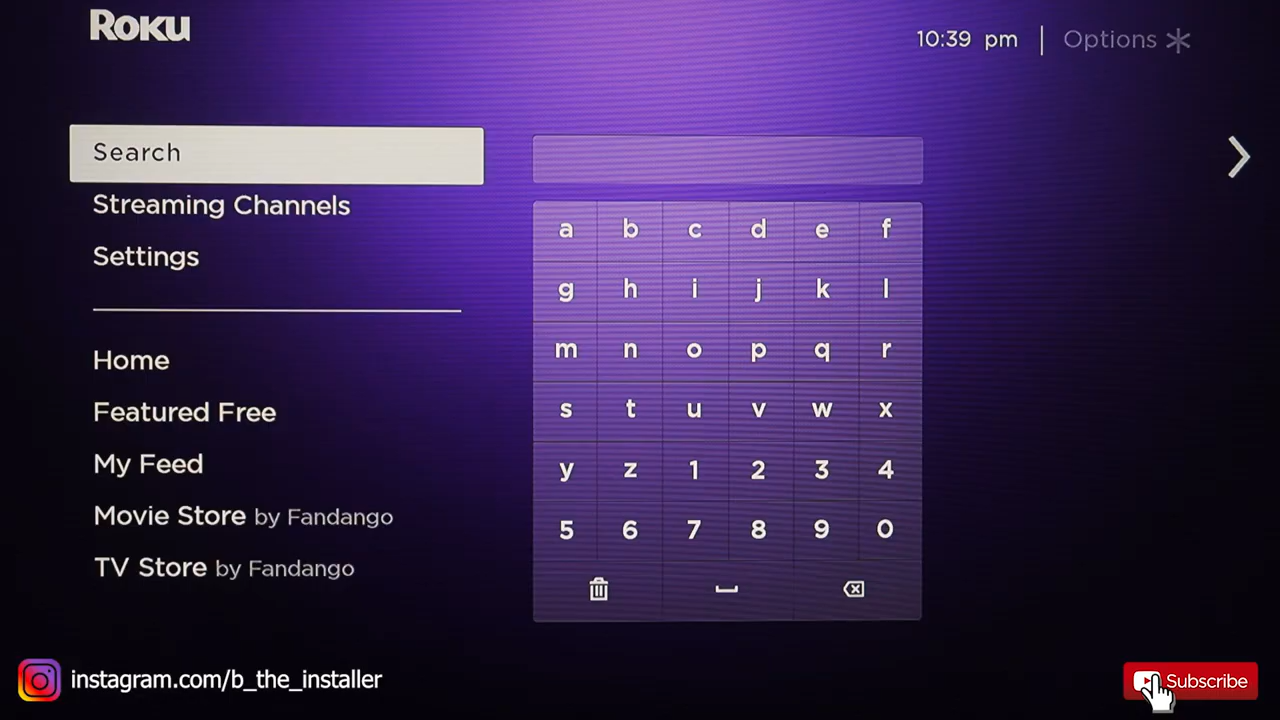 Roku
10:39 pm | Options *
Search
Streaming Channels
Settings
Home
Featured Free
My Feed
Movie Store by Fandango
TV Store by Fandango
a b c d e f
g h i j k l
m n o p q r
s t u v w x
y z 1 2 3 4
5 6 7 8 9 0
instagram.com/b_the_installer
Subscribe